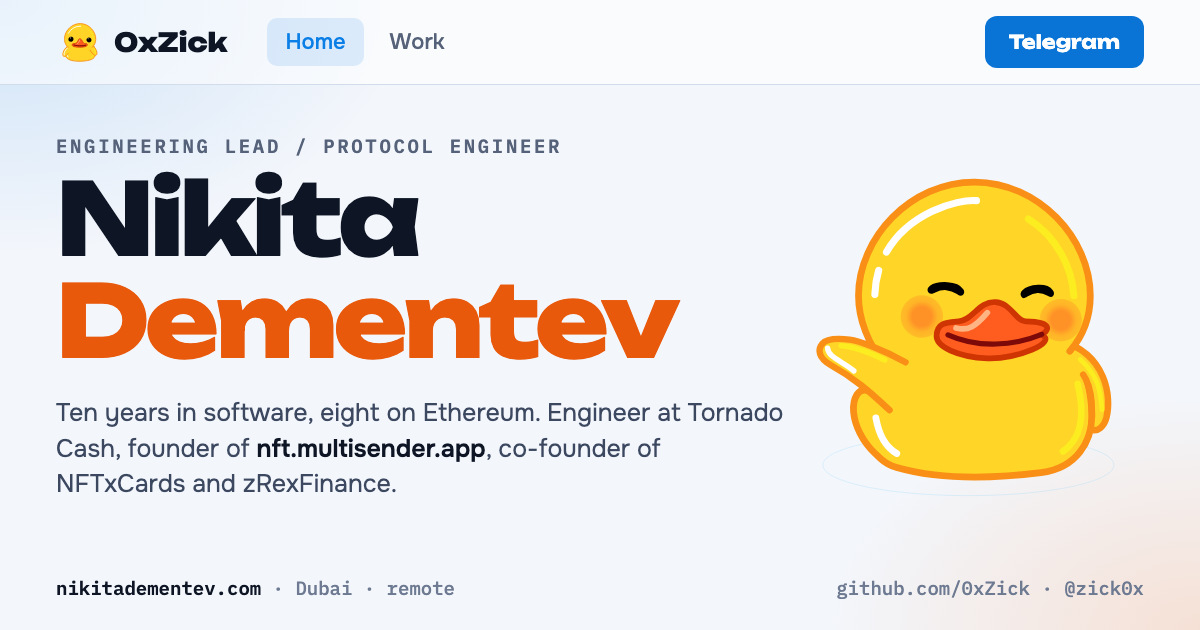 0xZick
Home
Work
Telegram
ENGINEERING LEAD / PROTOCOL ENGINEER
Nikita
Dementev
Ten years in software, eight on Ethereum. Engineer at Tornado
Cash, founder of nft.multisender.app, co-founder of
NFTxCards and zRexFinance.
nikitadementev.com · Dubai · remote
github.com/0xZick · @zick0x